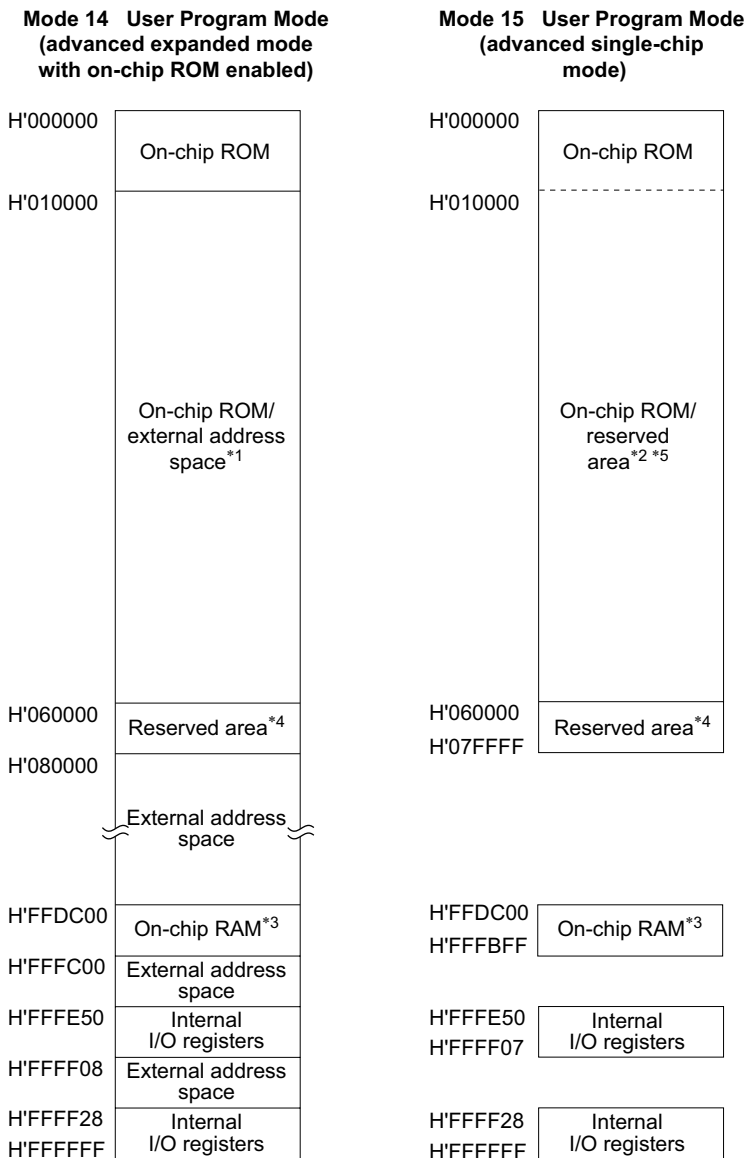 Mode 14   User Program Mode
(advanced expanded mode
with on-chip ROM enabled)
H'000000
On-chip ROM
H'010000
On-chip ROM/
external address
space*1
H'060000
Reserved area*4
H'080000
External address
space
H'FFDC00
On-chip RAM*3
H'FFFC00
External address
space
H'FFFE50
Internal
I/O registers
H'FFFF08
External address
space
H'FFFF28
Internal
I/O registers
H'FFFFFF
Mode 15   User Program Mode
(advanced single-chip
mode)
H'000000
On-chip ROM
H'010000
On-chip ROM/
reserved
area*2 *5
H'060000
Reserved area*4
H'07FFFF
H'FFDC00
On-chip RAM*3
H'FFFBFF
H'FFFE50
Internal
I/O registers
H'FFFF07
H'FFFF28
Internal
I/O registers
H'FFFFFF